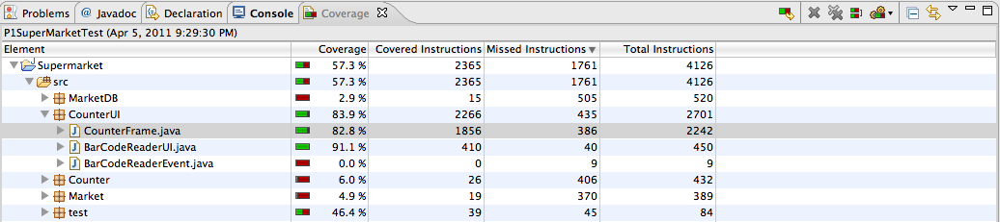 Problems @ Javadoc Declaration Console Coverage
P1SuperMarketTest (Apr 5, 2011 9:29:30 PM)
Element Coverage Covered Instructions Missed Instructions Total Instructions
Supermarket 57.3 % 2365 1761 4126
src 57.3 % 2365 1761 4126
MarketDB 2.9 % 15 505 520
CounterUI 83.9 % 2266 435 2701
CounterFrame.java 82.8 % 1856 386 2242
BarCodeReaderUI.java 91.1 % 410 40 450
BarCodeReaderEvent.java 0.0 % 0 9 9
Counter 6.0 % 26 406 432
Market 4.9 % 19 370 389
test 46.4 % 39 45 84